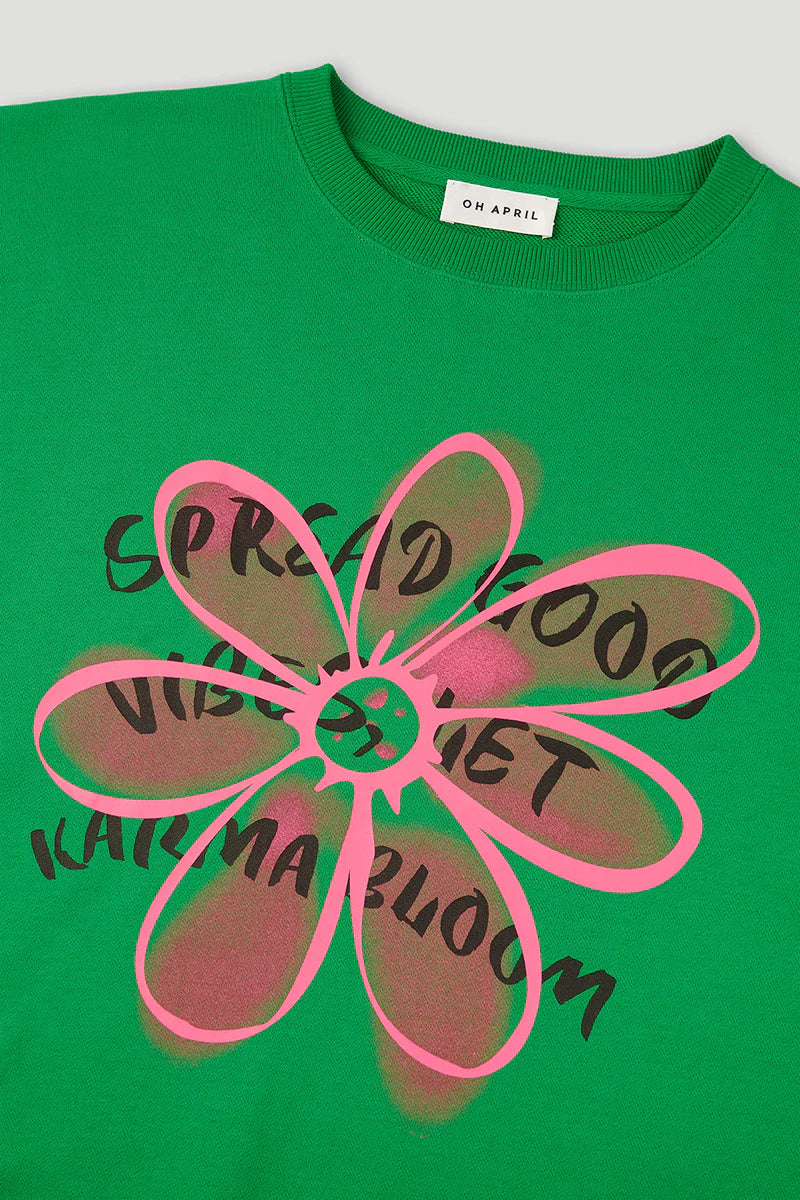 OH APRIL
SPREAD GOOD
VIBES, LET
KARMA BLOOM